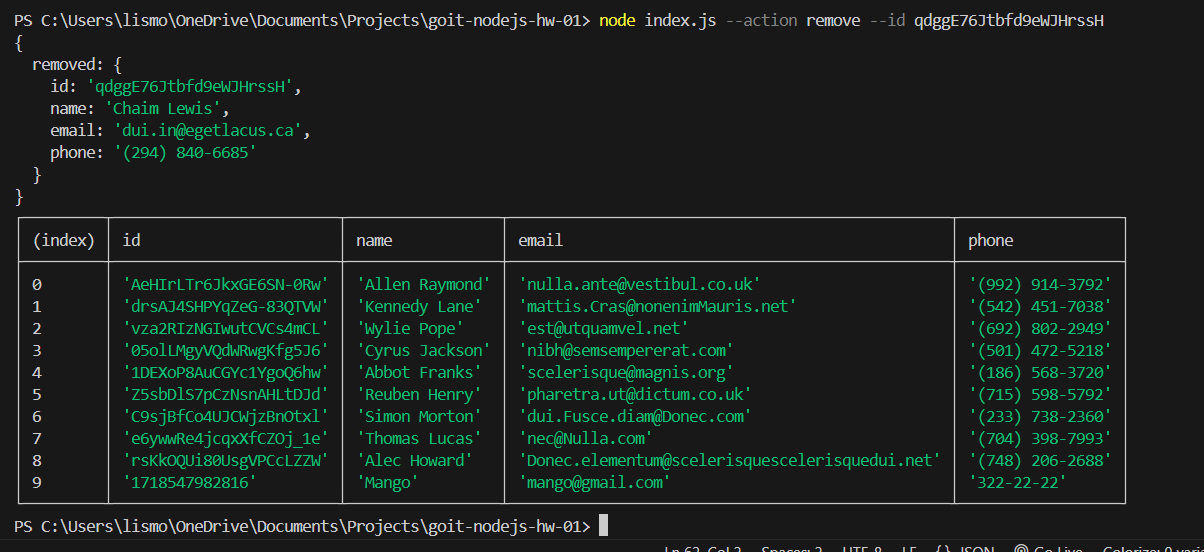 PS C:\Users\lismo\OneDrive\Documents\Projects\goit-nodejs-hw-01> node index.js --action remove --id qdggE76Jtbfd9eWJHrssH
{
  removed: {
    id: 'qdggE76Jtbfd9eWJHrssH',
    name: 'Chaim Lewis',
    email: 'dui.in@egetlacus.ca',
    phone: '(294) 840-6685'
  }
}
(index) id name email phone
0 'AeHIrLTr6JkxGE6SN-0Rw' 'Allen Raymond' 'nulla.ante@vestibul.co.uk' '(992) 914-3792'
1 'drsAJ4SHPYqZeG-83QTVW' 'Kennedy Lane' 'mattis.Cras@nonenimMauris.net' '(542) 451-7038'
2 'vza2RIzNGIwutCVCs4mCL' 'Wylie Pope' 'est@utquamvel.net' '(692) 802-2949'
3 '05olLMgyVQdWRwgKfg5J6' 'Cyrus Jackson' 'nibh@semsempererat.com' '(501) 472-5218'
4 '1DEXoP8AuCGYc1YgoQ6hw' 'Abbot Franks' 'scelerisque@magnis.org' '(186) 568-3720'
5 'Z5sbDlS7pCzNsnAHLtDJd' 'Reuben Henry' 'pharetra.ut@dictum.co.uk' '(715) 598-5792'
6 'C9sjBfCo4UJCWjzBnOtxl' 'Simon Morton' 'dui.Fusce.diam@Donec.com' '(233) 738-2360'
7 'e6ywwRe4jcqxXfCZOj_1e' 'Thomas Lucas' 'nec@Nulla.com' '(704) 398-7993'
8 'rsKkOQUi80UsgVPCcLZZW' 'Alec Howard' 'Donec.elementum@scelerisquescelerisquedui.net' '(748) 206-2688'
9 '1718547982816' 'Mango' 'mango@gmail.com' '322-22-22'
PS C:\Users\lismo\OneDrive\Documents\Projects\goit-nodejs-hw-01>
Ln 62, Col 2 Spaces: 2 UTF-8 LF {} JSON Go Live Colorize: 0